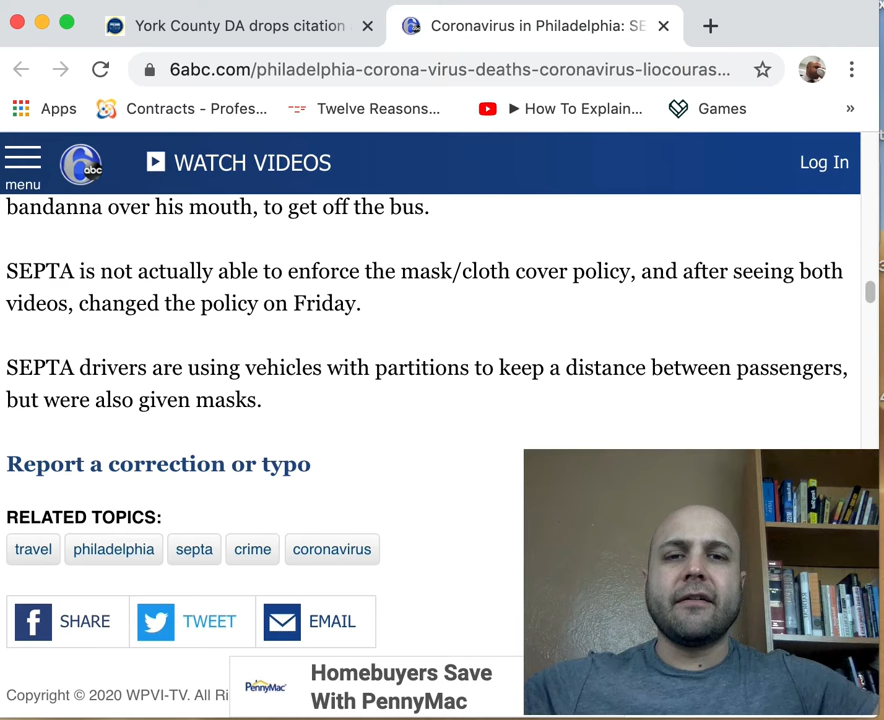 York County DA drops citation
Coronavirus in Philadelphia: SE
6abc.com/philadelphia-corona-virus-deaths-coronavirus-liocouras...
Apps
Contracts - Profes...
Twelve Reasons...
▶ How To Explain...
Games
»
menu
6 abc
WATCH VIDEOS
Log In
bandanna over his mouth, to get off the bus.
SEPTA is not actually able to enforce the mask/cloth cover policy, and after seeing both
videos, changed the policy on Friday.
SEPTA drivers are using vehicles with partitions to keep a distance between passengers,
but were also given masks.
Report a correction or typo
RELATED TOPICS:
travel
philadelphia
septa
crime
coronavirus
SHARE
TWEET
EMAIL
Homebuyers Save
With PennyMac
PennyMac
Copyright © 2020 WPVI-TV. All Ri